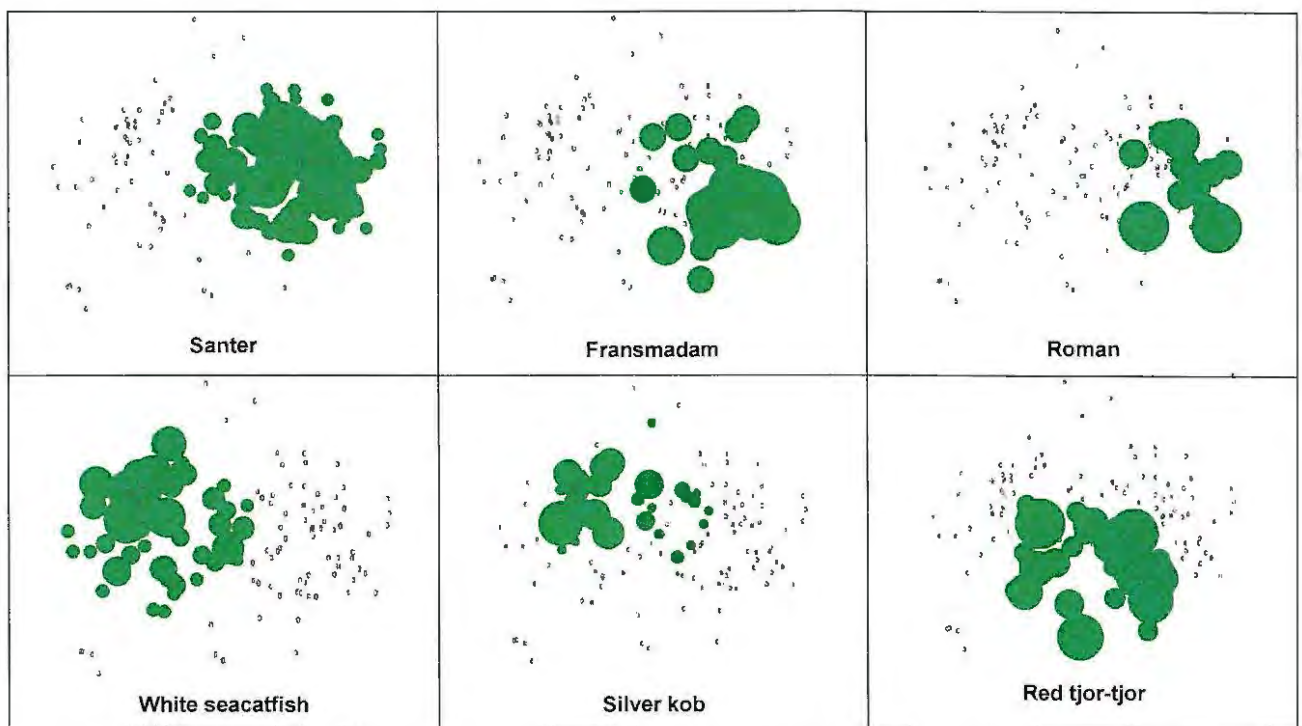 Santer
Fransmadam
Roman
White seacatfish
Silver kob
Red tjor-tjor